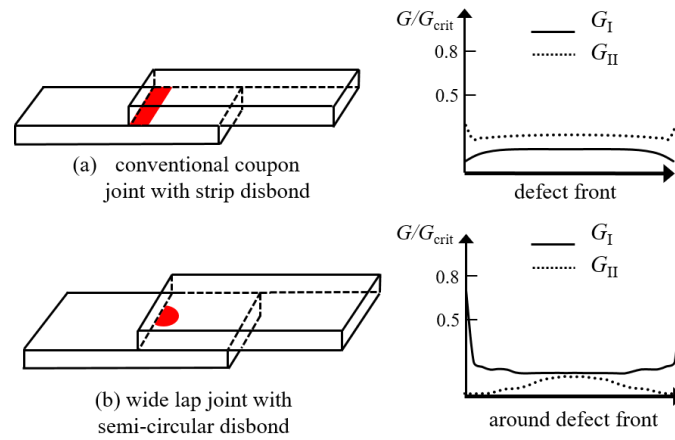 G/G_crit
G_I
G_II
0.8
0.5
(a) conventional coupon
joint with strip disbond
defect front
G/G_crit
G_I
G_II
0.8
0.5
(b) wide lap joint with
semi-circular disbond
around defect front